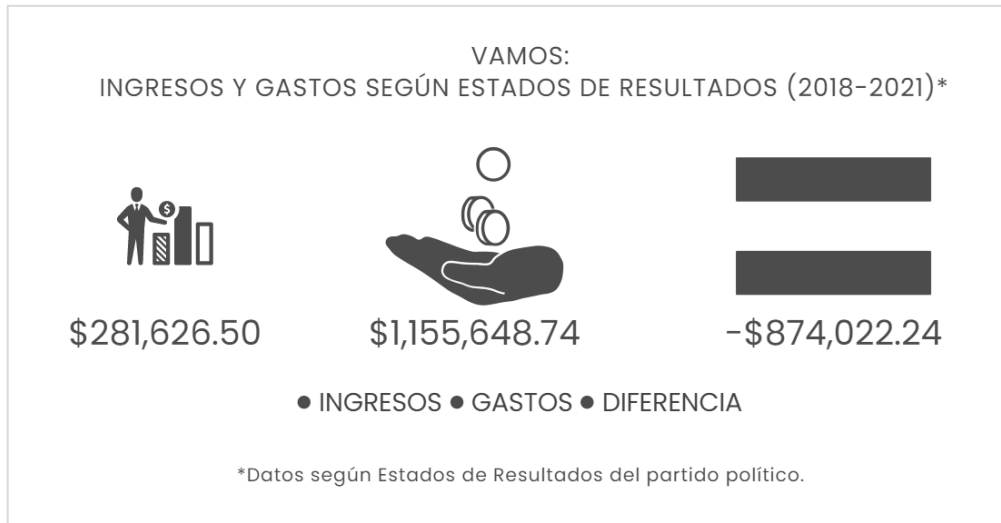 VAMOS:
INGRESOS Y GASTOS SEGÚN ESTADOS DE RESULTADOS (2018-2021)*
$
$281,626.50 $1,155,648.74 -$874,022.24
● INGRESOS ● GASTOS ● DIFERENCIA
*Datos según Estados de Resultados del partido político.